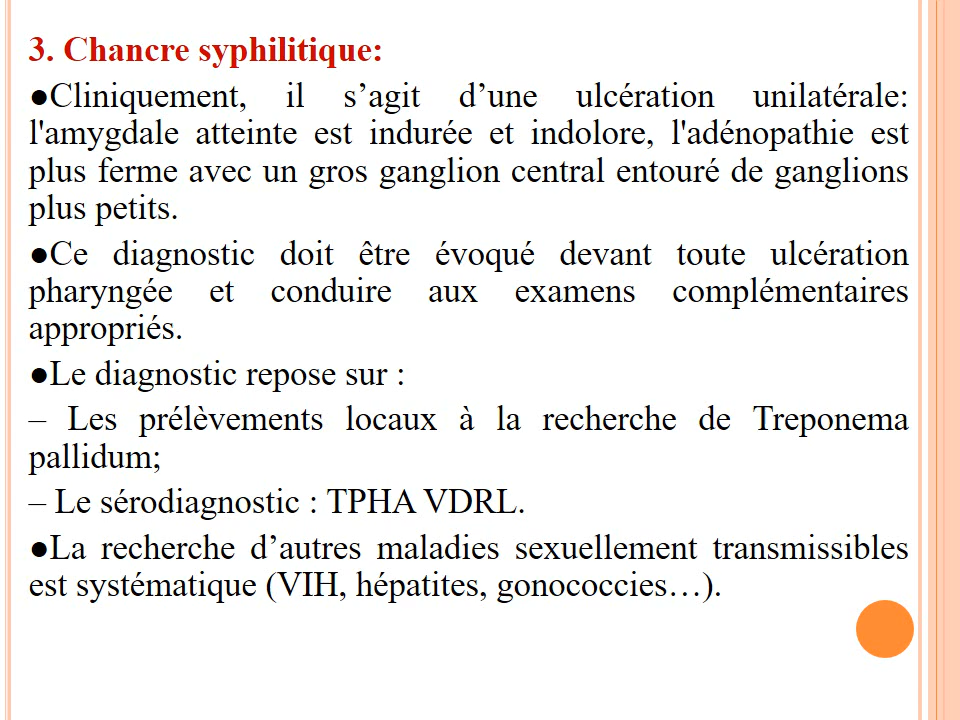 3. Chancre syphilitique:
●Cliniquement, il s’agit d’une ulcération unilatérale:
l'amygdale atteinte est indurée et indolore, l'adénopathie est
plus ferme avec un gros ganglion central entouré de ganglions
plus petits.
●Ce diagnostic doit être évoqué devant toute ulcération
pharyngée et conduire aux examens complémentaires
appropriés.
●Le diagnostic repose sur :
– Les prélèvements locaux à la recherche de Treponema
pallidum;
– Le sérodiagnostic : TPHA VDRL.
●La recherche d’autres maladies sexuellement transmissibles
est systématique (VIH, hépatites, gonococcies…).